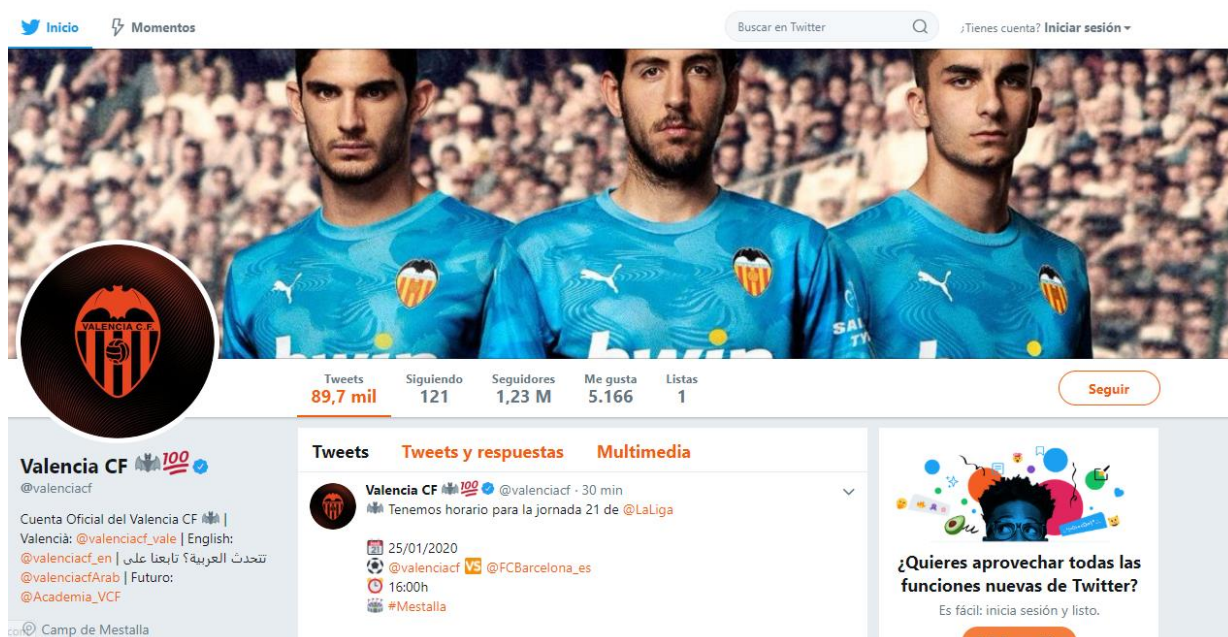 Inicio Momentos Buscar en Twitter ¿Tienes cuenta? Iniciar sesión
bwin bwin
VALENCIA C.F.
Tweets Siguiendo Seguidores Me gusta Listas
89,7 mil 121 1,23 M 5.166 1
Seguir
Valencia CF 🦇💯
@valenciacf
Cuenta Oficial del Valencia CF 🦇 |
Valencià: @valenciacf_vale | English:
@valenciacf_en | تتحدث العربية؟ تابعنا على
@valenciacfArab | Futuro:
@Academia_VCF
Camp de Mestalla
Tweets Tweets y respuestas Multimedia
Valencia CF 🦇💯 @valenciacf · 30 min
🦇 Tenemos horario para la jornada 21 de @LaLiga
📅 25/01/2020
⚽ @valenciacf 🆚 @FCBarcelona_es
⏰ 16:00h
🏟 #Mestalla
¿Quieres aprovechar todas las
funciones nuevas de Twitter?
Es fácil: inicia sesión y listo.